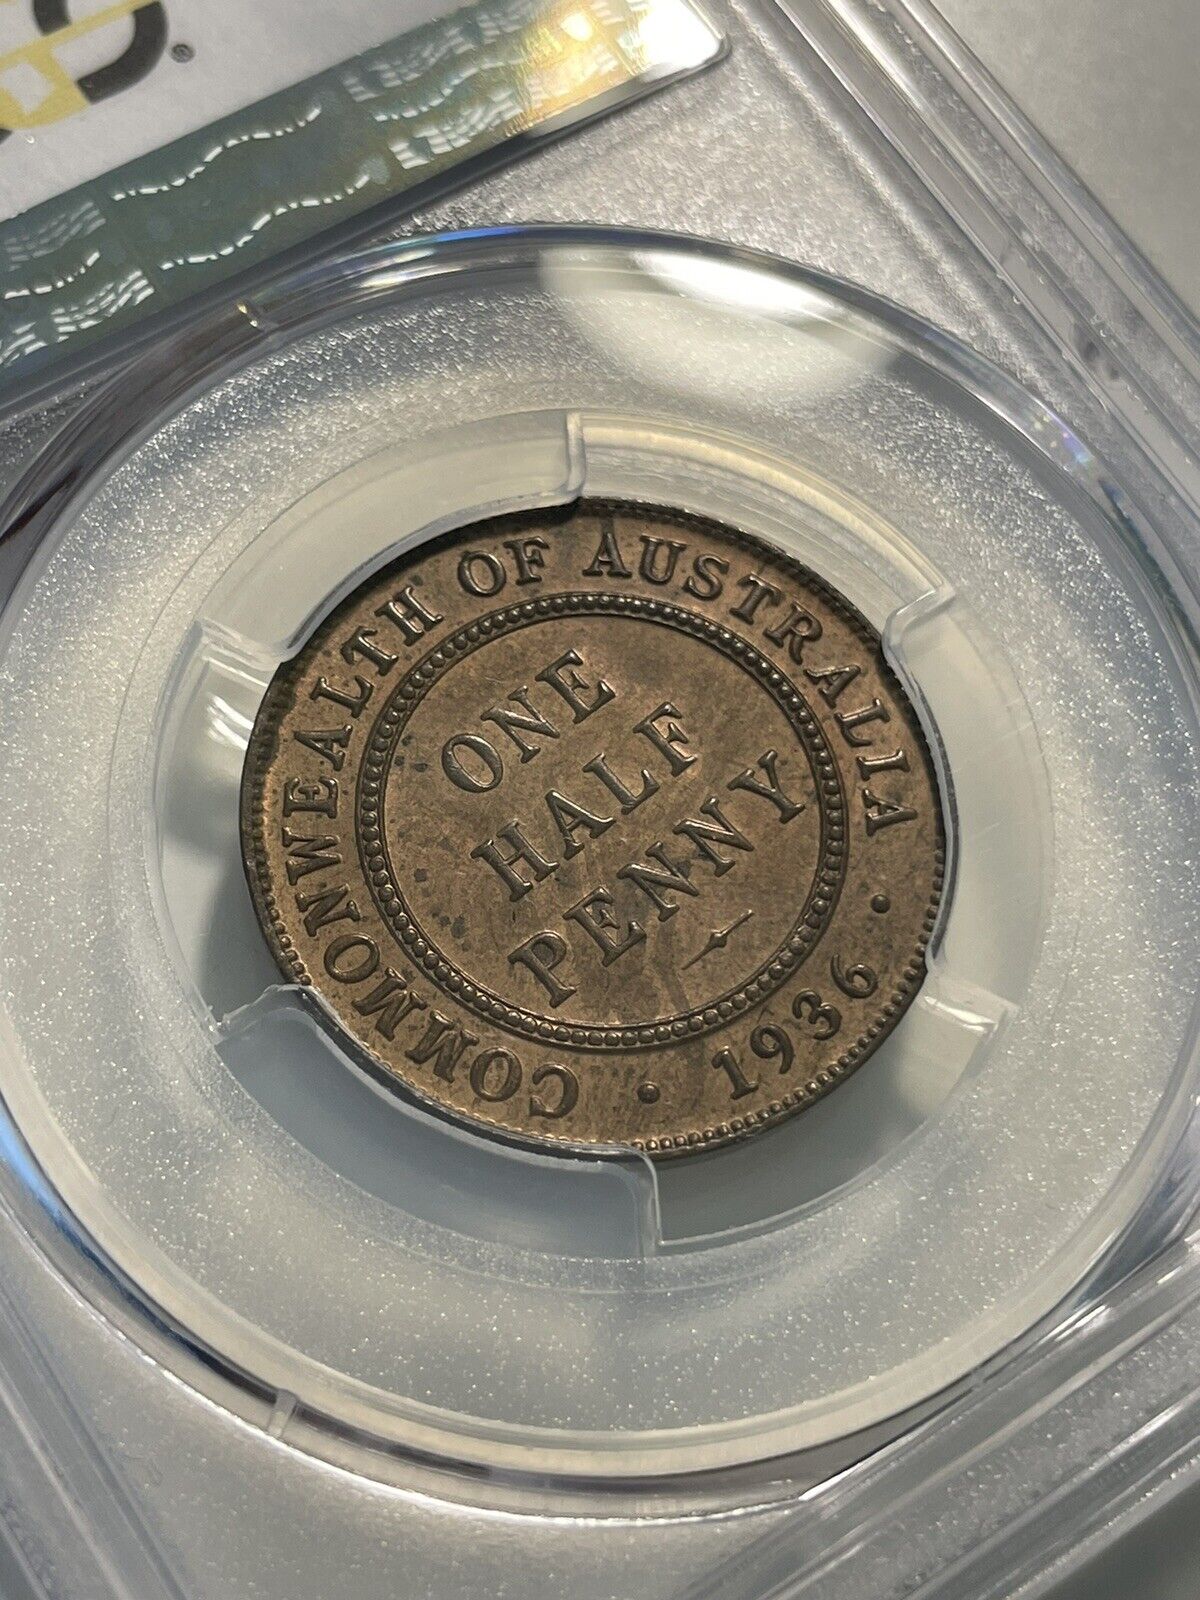 ®
COMMONWEALTH OF AUSTRALIA
ONE
HALF
PENNY
· 1936 ·